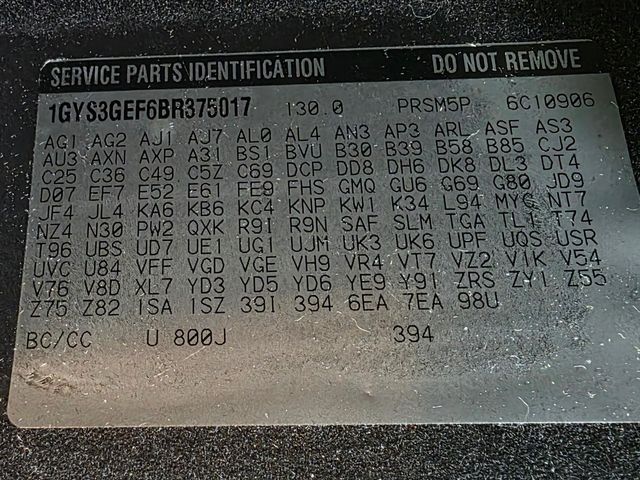 SERVICE PARTS IDENTIFICATION DO NOT REMOVE
1GYS3GEF6BR375017 130.0 PRSM5P 6C10906
AG1 AG2 AJ1 AJ7 AL0 AL4 AN3 AP3 ARL ASF AS3
AU3 AXN AXP A31 BS1 BVU B30 B39 B58 B85 CJ2
C25 C36 C49 C5Z C69 DCP DD8 DH6 DK8 DL3 DT4
D07 EF7 E52 E61 FE9 FHS GMQ GU6 G69 G80 JD9
JF4 JL4 KA6 KB6 KC4 KNP KW1 K34 L94 MYC NT7
NZ4 N30 PW2 QXK R9I R9N SAF SLM TGA TL1 T74
T96 UBS UD7 UE1 UG1 UJM UK3 UK6 UPF UQS USR
UVC U84 VFF VGD VGE VH9 VR4 VT7 VZ2 V1K V54
V76 V8D XL7 YD3 YD5 YD6 YE9 Y91 ZRS ZY1 Z55
Z75 Z82 1SA 1SZ 39I 394 6EA 7EA 98U
BC/CC U 800J 394